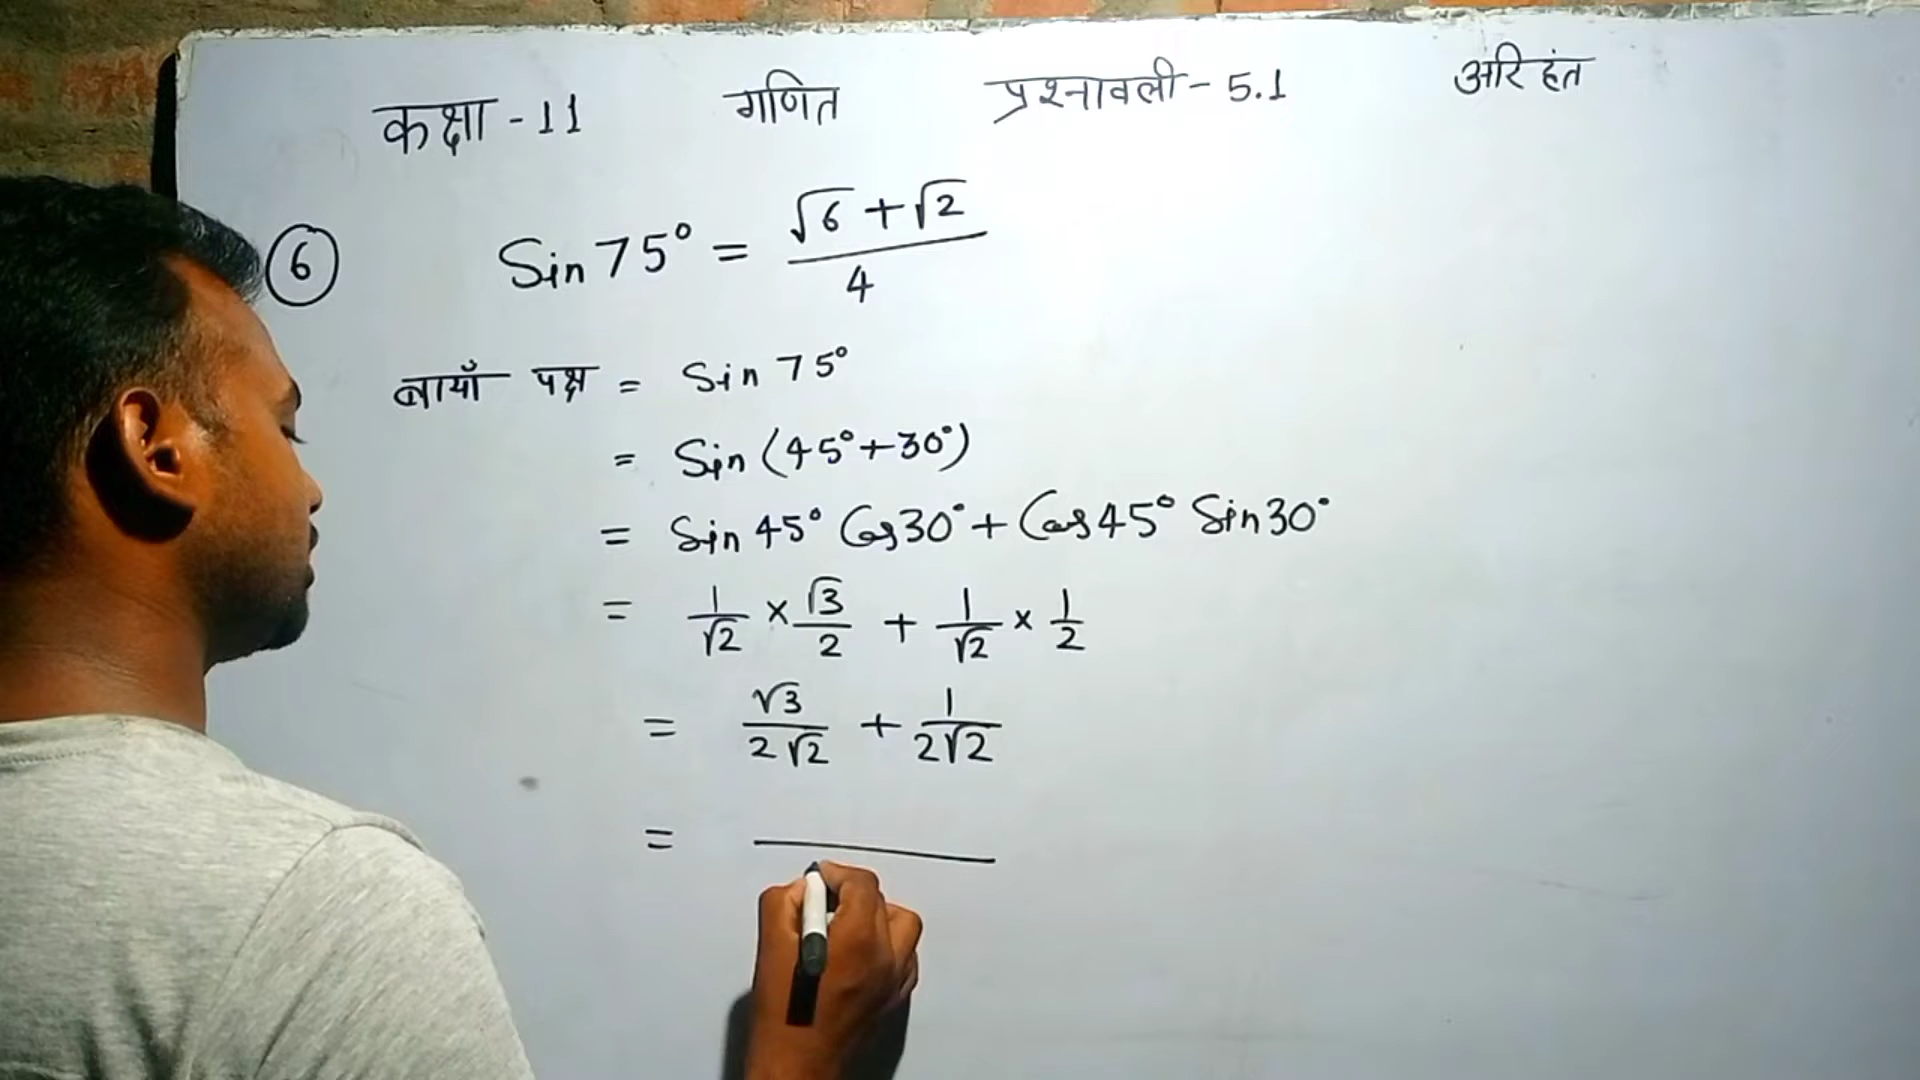 कक्षा - 11 गणित प्रश्नावली - 5.1 अरिहंत
6 Sin 75° = (√6 + √2)/4
बायाँ पक्ष = Sin 75°
= Sin (45° + 30°)
= Sin 45° Cos 30° + Cos 45° Sin 30°
= 1/√2 × √3/2 + 1/√2 × 1/2
= √3/(2√2) + 1/(2√2)
=